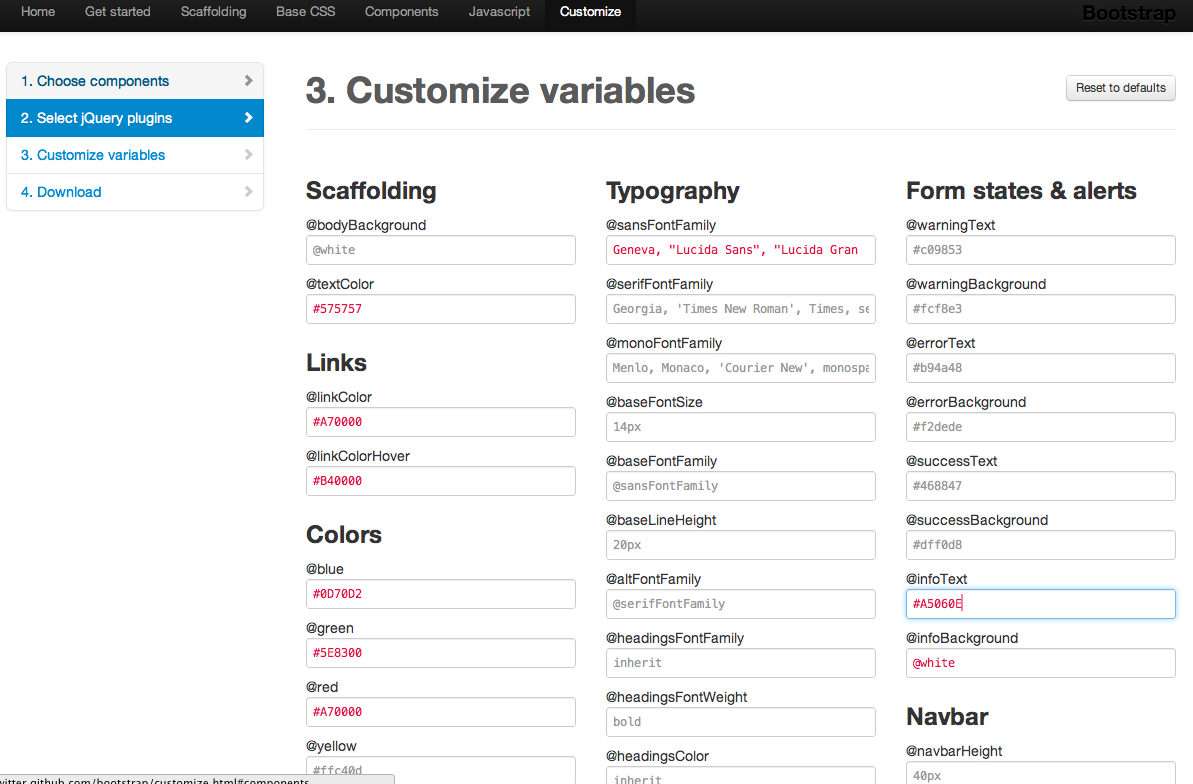 Home Get started Scaffolding Base CSS Components Javascript Customize Bootstrap
1. Choose components
2. Select jQuery plugins
3. Customize variables
4. Download
3. Customize variables
Reset to defaults
Scaffolding
@bodyBackground
@white
@textColor
#575757
Links
@linkColor
#A70000
@linkColorHover
#B40000
Colors
@blue
#0D70D2
@green
#5E8300
@red
#A70000
@yellow
#ffc40d
Typography
@sansFontFamily
Geneva, "Lucida Sans", "Lucida Gran
@serifFontFamily
Georgia, 'Times New Roman', Times, se
@monoFontFamily
Menlo, Monaco, 'Courier New', monospa
@baseFontSize
14px
@baseFontFamily
@sansFontFamily
@baseLineHeight
20px
@altFontFamily
@serifFontFamily
@headingsFontFamily
inherit
@headingsFontWeight
bold
@headingsColor
inherit
Form states & alerts
@warningText
#c09853
@warningBackground
#fcf8e3
@errorText
#b94a48
@errorBackground
#f2dede
@successText
#468847
@successBackground
#dff0d8
@infoText
#A5060E
@infoBackground
@white
Navbar
@navbarHeight
40px
witter.github.com/bootstrap/customize.html#components